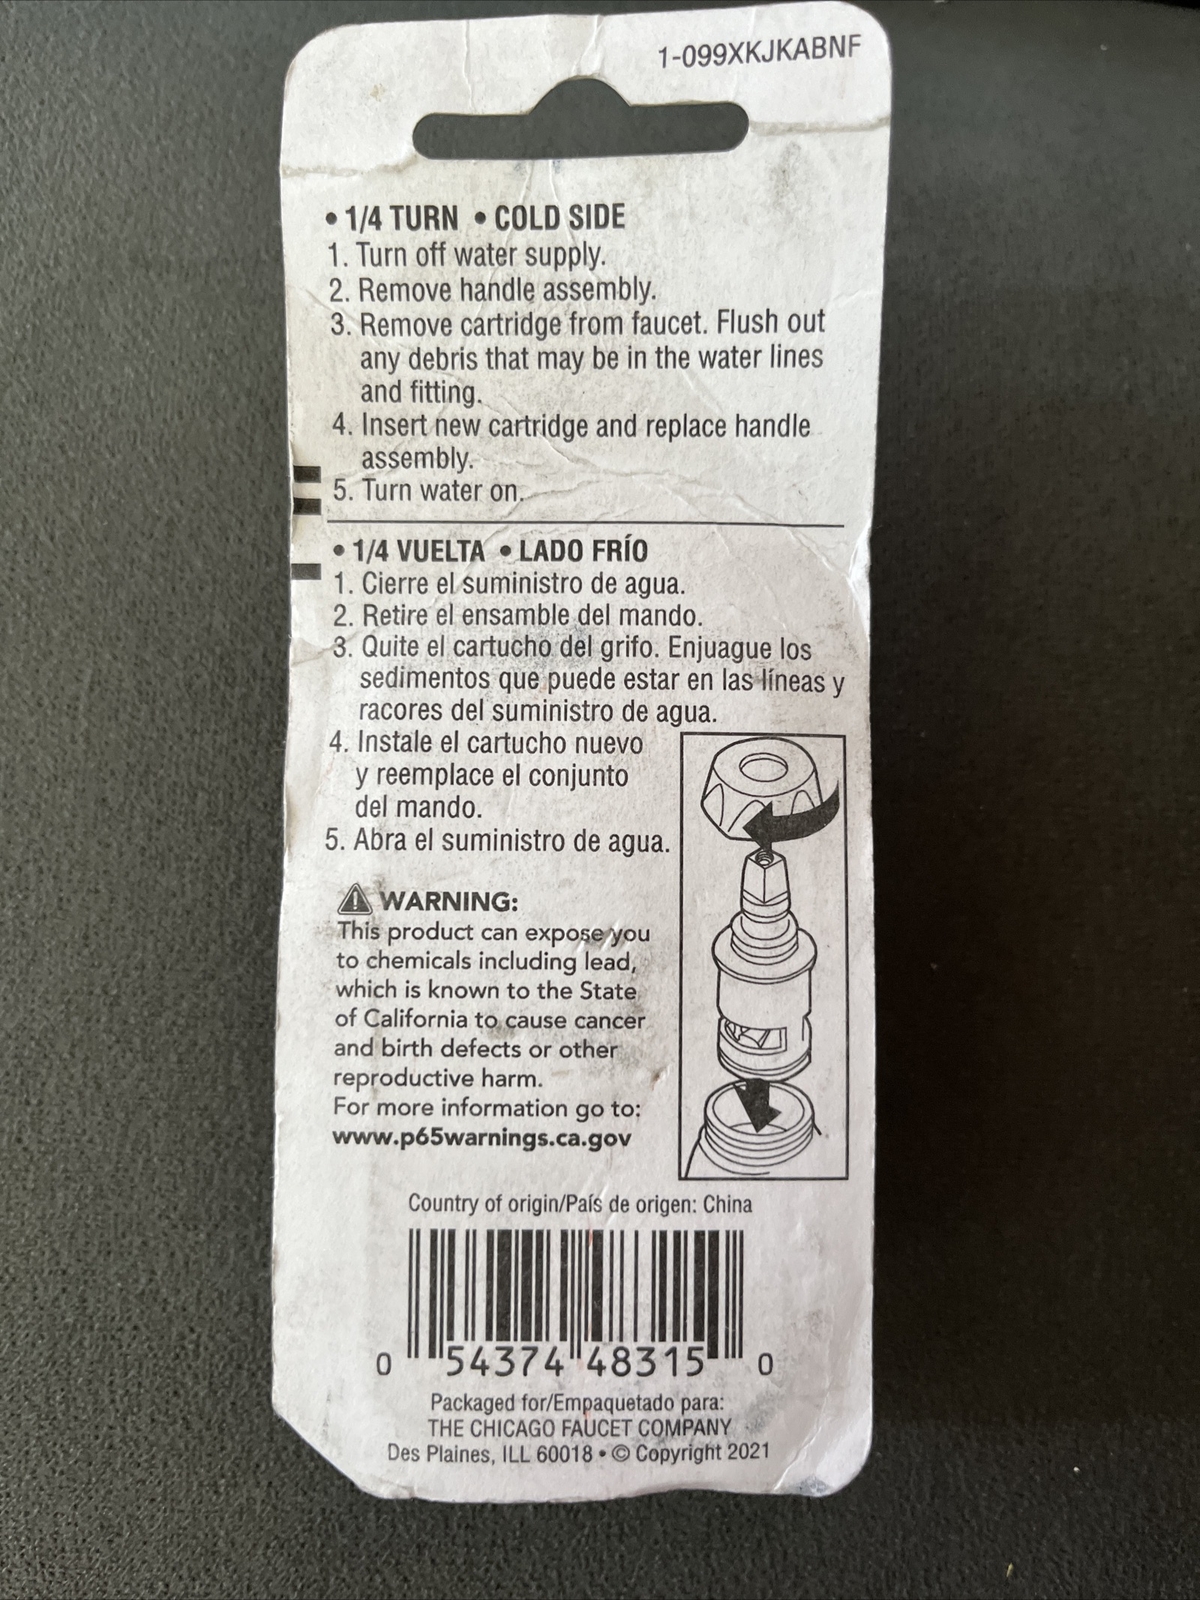 1-099XKJKABNF
• 1/4 TURN • COLD SIDE
1. Turn off water supply.
2. Remove handle assembly.
3. Remove cartridge from faucet. Flush out
any debris that may be in the water lines
and fitting.
4. Insert new cartridge and replace handle
assembly.
5. Turn water on.
• 1/4 VUELTA • LADO FRÍO
1. Cierre el suministro de agua.
2. Retire el ensamble del mando.
3. Quite el cartucho del grifo. Enjuague los
sedimentos que puede estar en las líneas y
racores del suministro de agua.
4. Instale el cartucho nuevo
y reemplace el conjunto
del mando.
5. Abra el suministro de agua.
WARNING:
This product can expose you
to chemicals including lead,
which is known to the State
of California to cause cancer
and birth defects or other
reproductive harm.
For more information go to:
www.p65warnings.ca.gov
Country of origin/País de origen: China
0 54374 48315 0
Packaged for/Empaquetado para:
THE CHICAGO FAUCET COMPANY
Des Plaines, ILL 60018 • © Copyright 2021